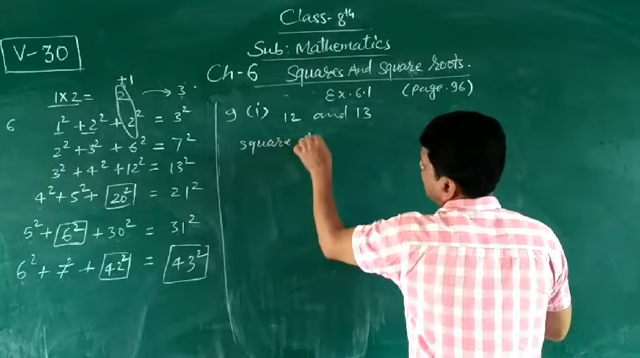 Class-8th
V-30
Sub: Mathematics
Ch-6 Squares And Square roots.
Ex. 6.1 (page. 96)
+1
1x2= 2 → 3
6
1² + 2² + 2² = 3²
2² + 3² + 6² = 7²
3² + 4² + 12² = 13²
4² + 5² + 20² = 21²
5² + 6² + 30² = 31²
6² + 7² + 42² = 43²
9 (i) 12 and 13
square